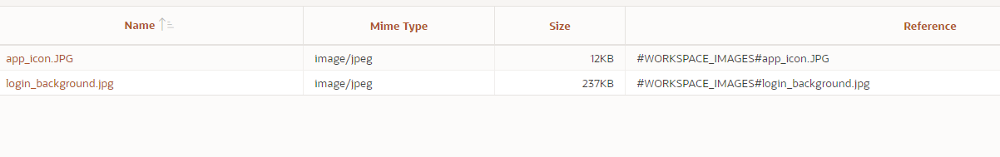 Name Mime Type Size Reference
app_icon.JPG image/jpeg 12KB #WORKSPACE_IMAGES#app_icon.JPG
login_background.jpg image/jpeg 237KB #WORKSPACE_IMAGES#login_background.jpg